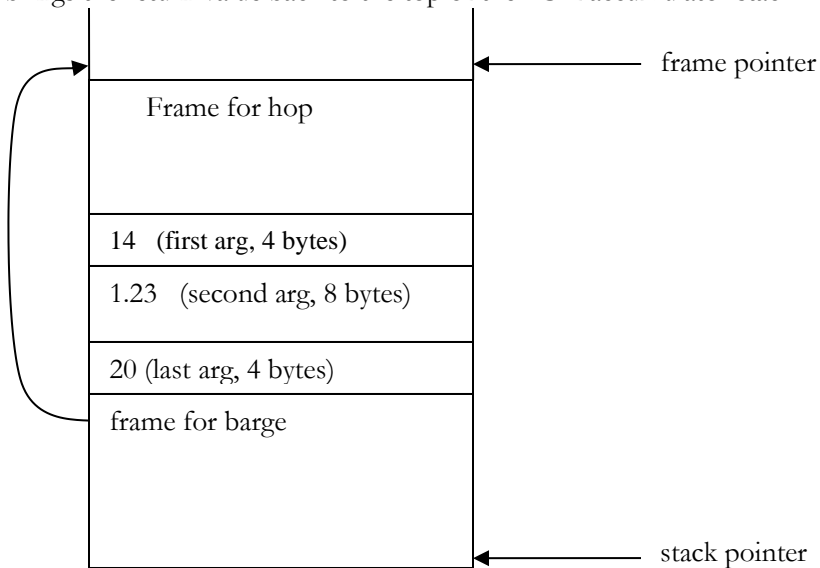 frame pointer
Frame for hop
14 (first arg, 4 bytes)
1.23 (second arg, 8 bytes)
20 (last arg, 4 bytes)
frame for barge
stack pointer